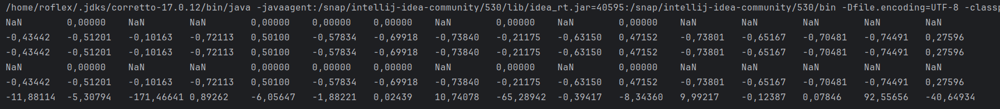 /home/roflex/.jdks/corretto-17.0.12/bin/java -javaagent:/snap/intellij-idea-community/530/lib/idea_rt.jar=40595:/snap/intellij-idea-community/530/bin -Dfile.encoding=UTF-8 -classp
NaN 0,00000 NaN NaN 0,00000 0,00000 0,00000 NaN 0,00000 NaN 0,00000 NaN NaN NaN NaN NaN
-0,43442 -0,51201 -0,10163 -0,72113 0,50100 -0,57834 -0,69918 -0,73840 -0,21175 -0,63150 0,47152 -0,73801 -0,65167 -0,70481 -0,74491 0,27596
-0,43442 -0,51201 -0,10163 -0,72113 0,50100 -0,57834 -0,69918 -0,73840 -0,21175 -0,63150 0,47152 -0,73801 -0,65167 -0,70481 -0,74491 0,27596
NaN 0,00000 NaN NaN 0,00000 0,00000 0,00000 NaN 0,00000 NaN 0,00000 NaN NaN NaN NaN NaN
-0,43442 -0,51201 -0,10163 -0,72113 0,50100 -0,57834 -0,69918 -0,73840 -0,21175 -0,63150 0,47152 -0,73801 -0,65167 -0,70481 -0,74491 0,27596
-11,88114 -5,30794 -171,46641 0,89262 -6,05647 -1,88221 0,02439 10,74078 -65,28942 -0,39417 -8,34360 9,99217 -0,12387 0,07846 92,55656 -40,64934